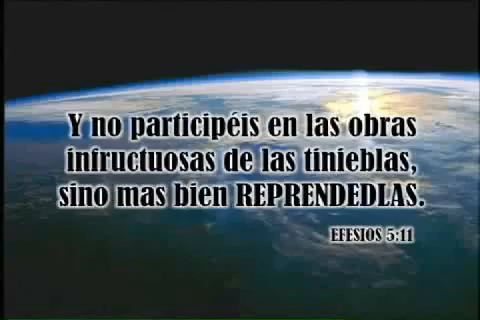 Y no participéis en las obras
infructuosas de las tinieblas,
sino mas bien REPRENDEDLAS.
EFESIOS 5:11